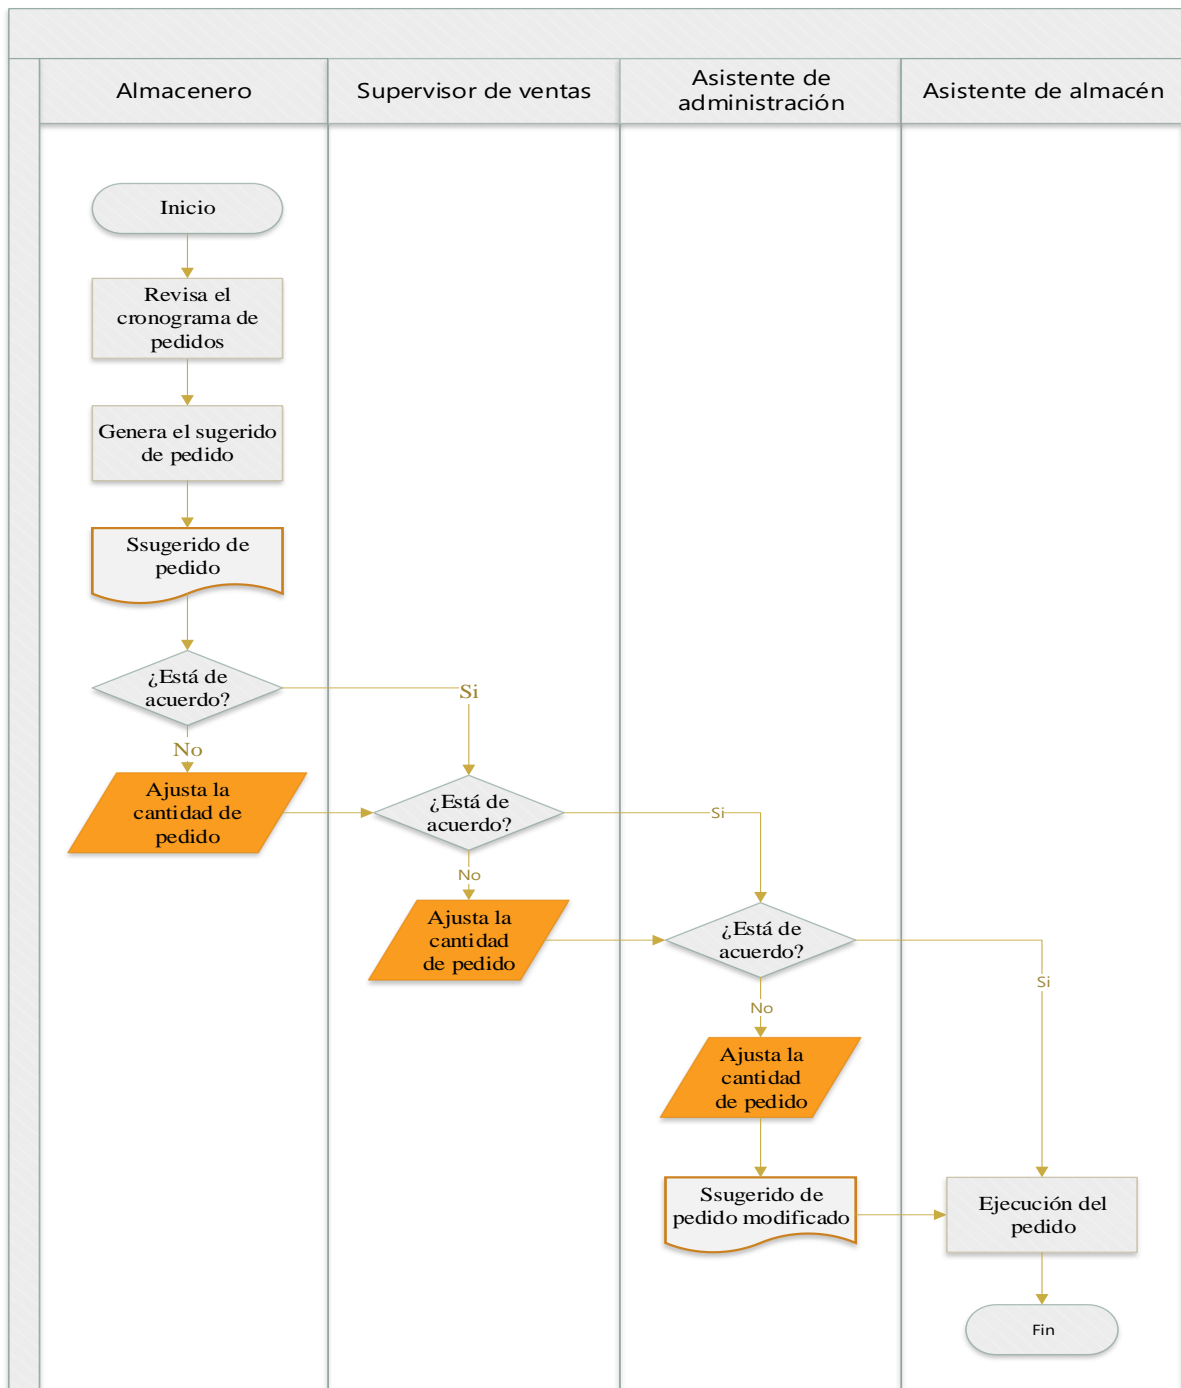 Almacenero
Supervisor de ventas
Asistente de
administración
Asistente de almacén
Inicio
Revisa el
cronograma de
pedidos
Genera el sugerido
de pedido
Ssugerido de
pedido
¿Está de
acuerdo?
Si
No
Ajusta la
cantidad de
pedido
¿Está de
acuerdo?
Si
No
Ajusta la
cantidad
de pedido
¿Está de
acuerdo?
Si
No
Ajusta la
cantidad
de pedido
Ssugerido de
pedido modificado
Ejecución del
pedido
Fin